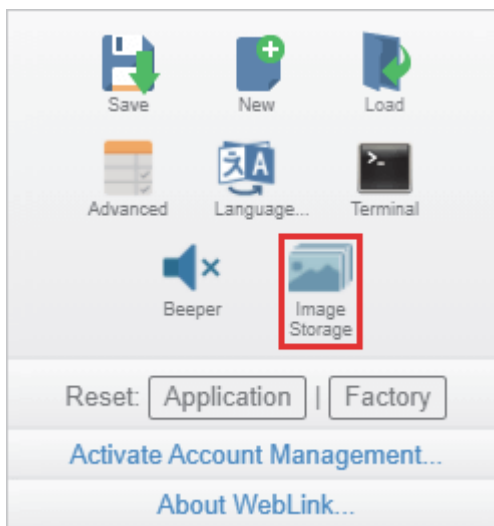 Save New Load
Advanced Language... Terminal
Beeper Image
Storage
Reset: Application | Factory
Activate Account Management...
About WebLink...